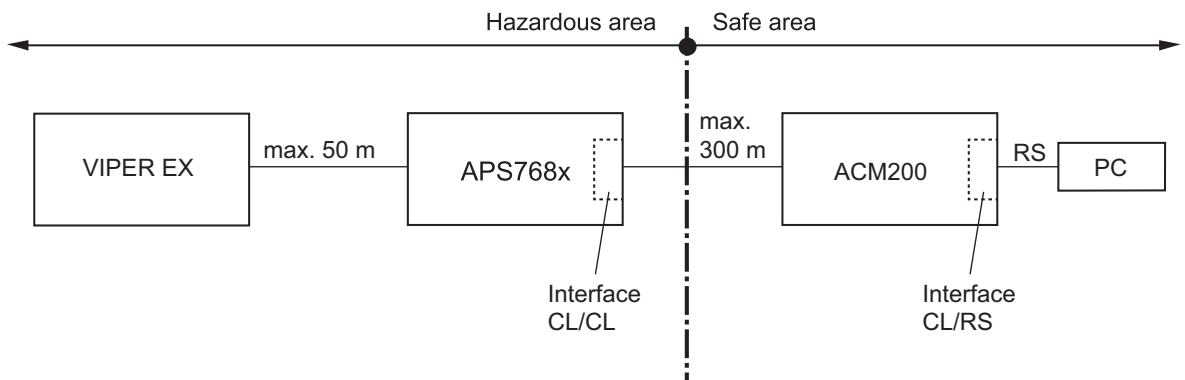 Hazardous area
Safe area
VIPER EX
max. 50 m
APS768x
max.
300 m
ACM200
RS
PC
Interface
CL/CL
Interface
CL/RS